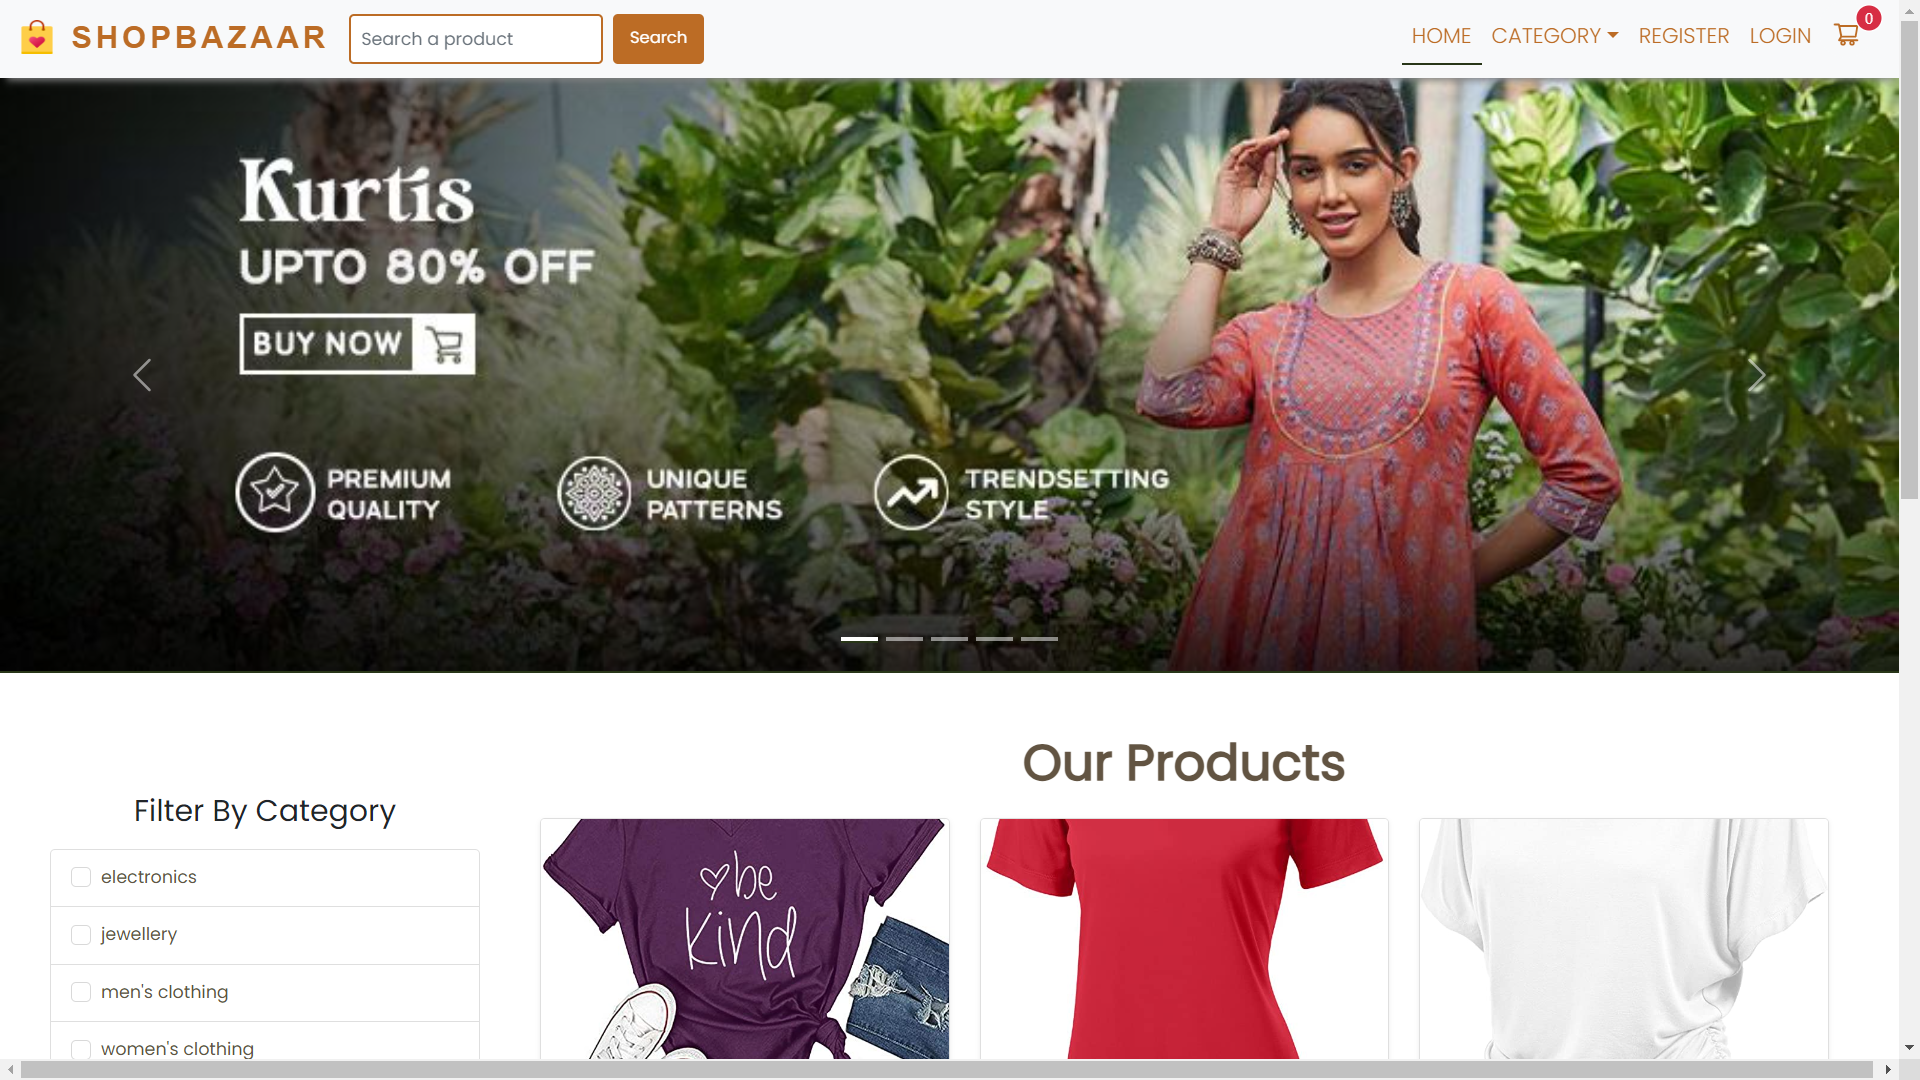 SHOPBAZAAR
Search a product
Search
HOME
CATEGORY
REGISTER
LOGIN
0
Kurtis
UPTO 80% OFF
BUY NOW
PREMIUM
QUALITY
UNIQUE
PATTERNS
TRENDSETTING
STYLE
Our Products
Filter By Category
electronics
jewellery
men's clothing
women's clothing
be
kind